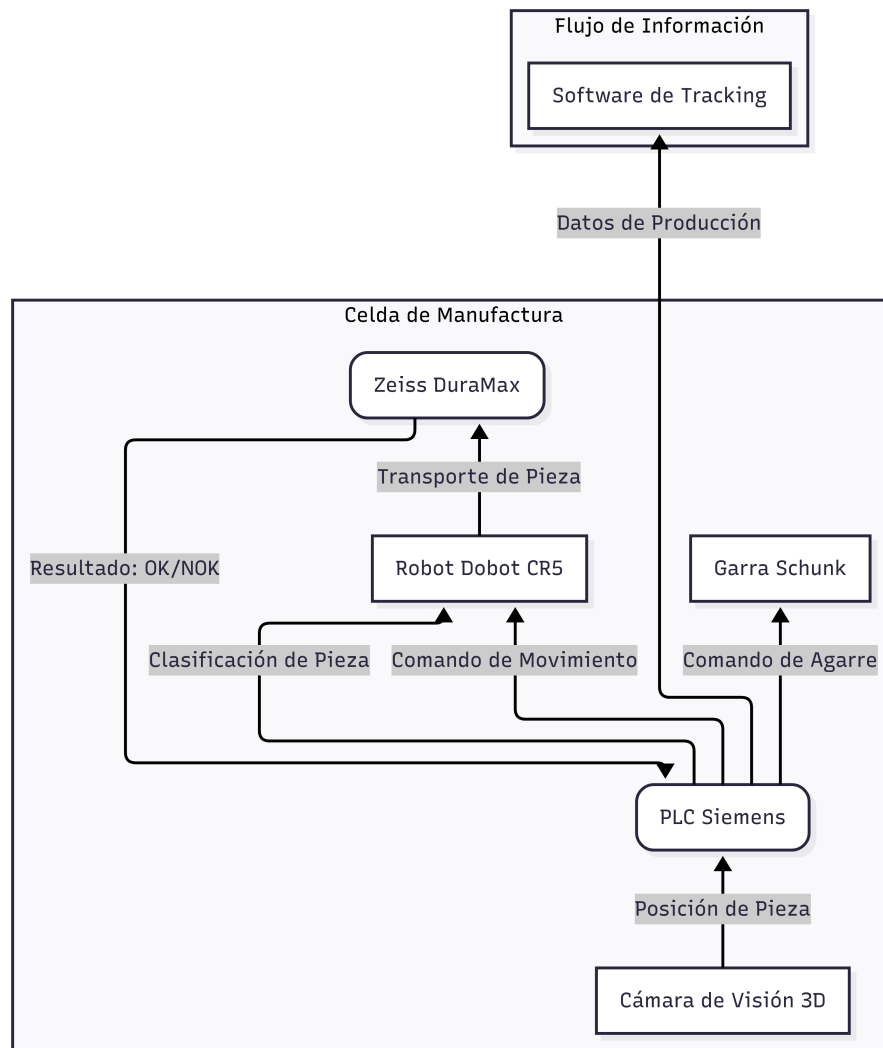 Flujo de Información
Software de Tracking
Datos de Producción
Celda de Manufactura
Zeiss DuraMax
Transporte de Pieza
Resultado: OK/NOK
Robot Dobot CR5
Garra Schunk
Clasificación de Pieza
Comando de Movimiento
Comando de Agarre
PLC Siemens
Posición de Pieza
Cámara de Visión 3D